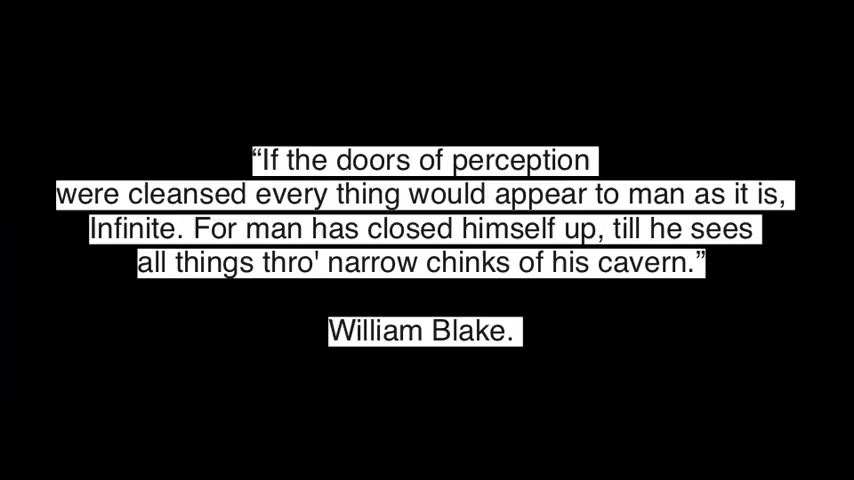 “If the doors of perception
were cleansed every thing would appear to man as it is,
Infinite. For man has closed himself up, till he sees
all things thro' narrow chinks of his cavern.”
William Blake.